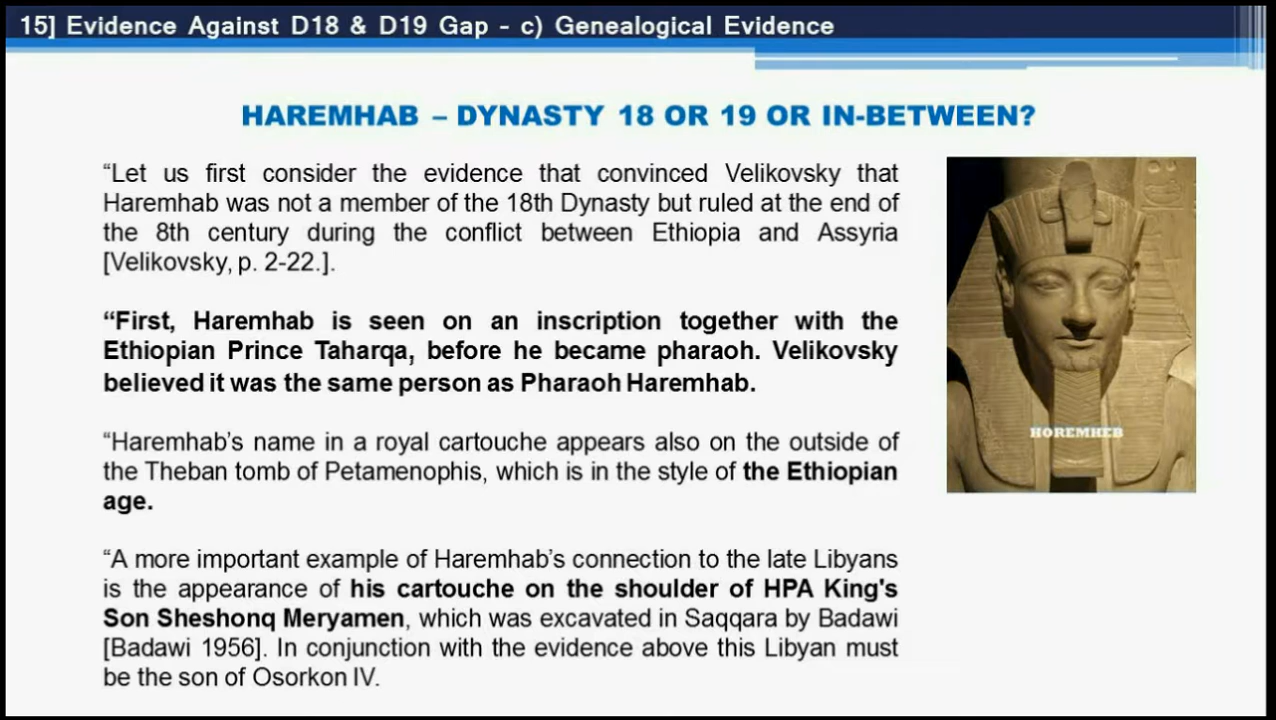 15] Evidence Against D18 & D19 Gap - c) Genealogical Evidence
HAREMHAB – DYNASTY 18 OR 19 OR IN-BETWEEN?
“Let us first consider the evidence that convinced Velikovsky that
Haremhab was not a member of the 18th Dynasty but ruled at the end of
the 8th century during the conflict between Ethiopia and Assyria
[Velikovsky, p. 2-22.].
“First, Haremhab is seen on an inscription together with the
Ethiopian Prince Taharqa, before he became pharaoh. Velikovsky
believed it was the same person as Pharaoh Haremhab.
“Haremhab’s name in a royal cartouche appears also on the outside of
the Theban tomb of Petamenophis, which is in the style of the Ethiopian
age.
“A more important example of Haremhab’s connection to the late Libyans
is the appearance of his cartouche on the shoulder of HPA King's
Son Sheshonq Meryamen, which was excavated in Saqqara by Badawi
[Badawi 1956]. In conjunction with the evidence above this Libyan must
be the son of Osorkon IV.
HOREMHEB